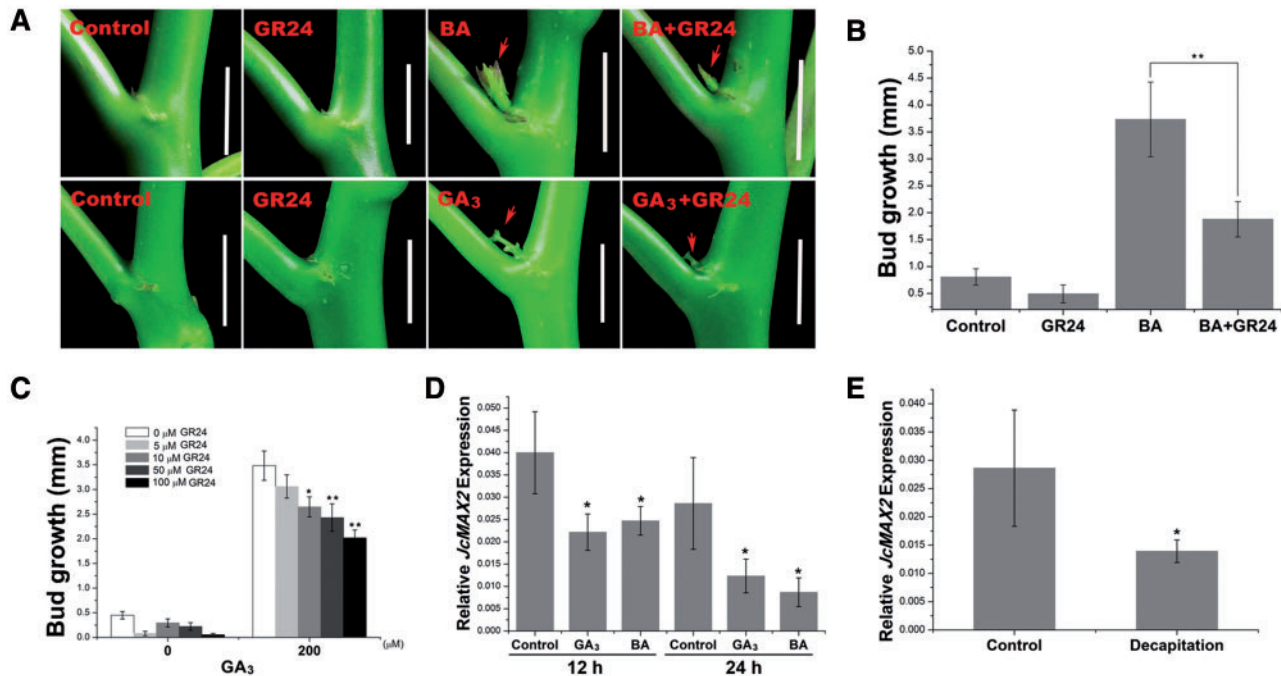 A
Control
GR24
BA
BA+GR24
Control
GR24
GA₃
GA₃+GR24
B
Bud growth (mm)
5.0
4.5
4.0
3.5
3.0
2.5
2.0
1.5
1.0
0.5
**
Control
GR24
BA
BA+GR24
C
Bud growth (mm)
4.0
3.5
3.0
2.5
2.0
1.5
1.0
0.5
0.0
0 µM GR24
5 µM GR24
10 µM GR24
50 µM GR24
100 µM GR24
*
**
**
0
200
(µM)
GA₃
D
Relative JcMAX2 Expression
0.050
0.045
0.040
0.035
0.030
0.025
0.020
0.015
0.010
0.005
0.000
*
*
*
*
Control
GA₃
BA
Control
GA₃
BA
12 h
24 h
E
Relative JcMAX2 Expression
0.040
0.035
0.030
0.025
0.020
0.015
0.010
0.005
0.000
*
Control
Decapitation